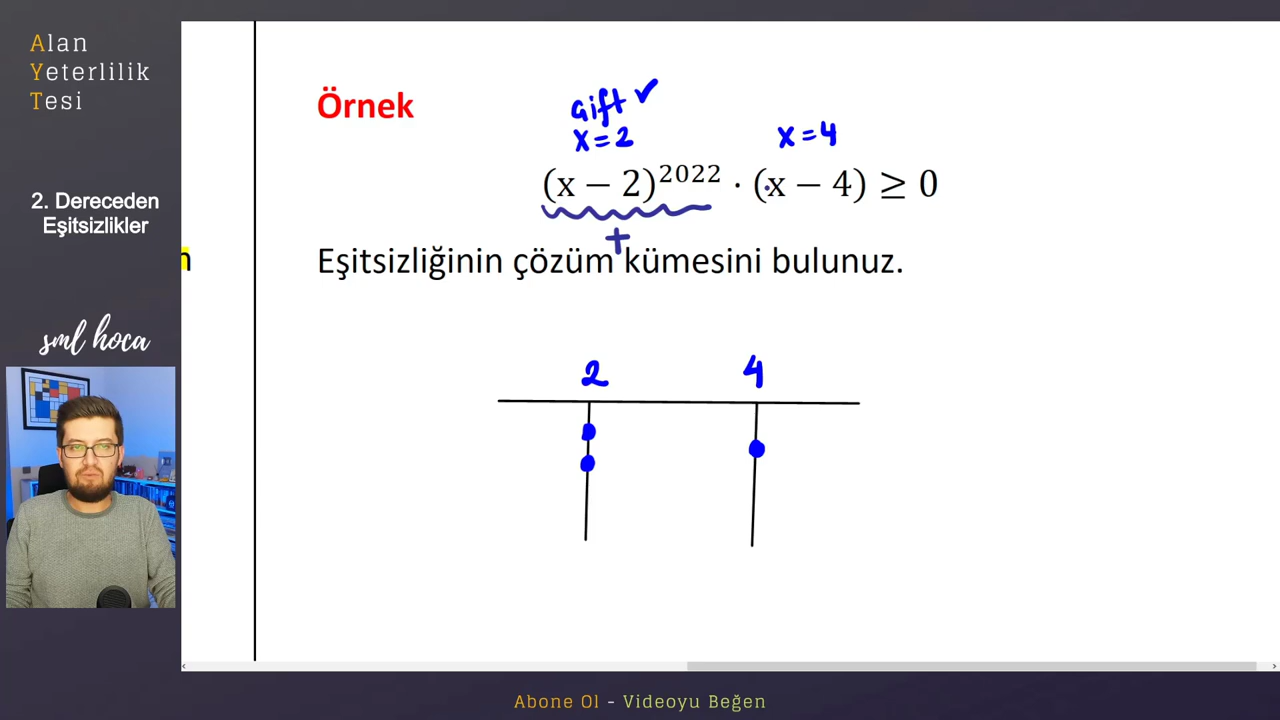 Alan
Yeterlilik
Tesi
2. Dereceden
Eşitsizlikler
sml hoca
n
Örnek
Gift ✓
x = 2
x = 4
(x − 2)^2022 · (x − 4) ≥ 0
+
Eşitsizliğinin çözüm kümesini bulunuz.
2 4
Abone Ol - Videoyu Beğen